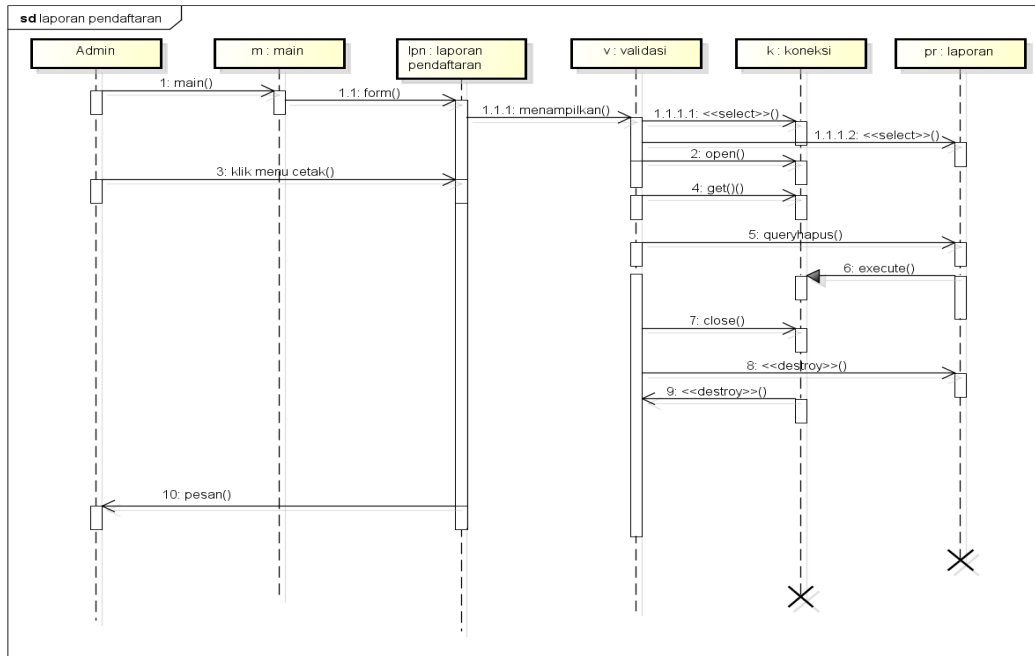 sd laporan pendaftaran
Admin
m : main
lpn : laporan
pendaftaran
v : validasi
k : koneksi
pr : laporan
1: main()
1.1: form()
1.1.1: menampilkan()
1.1.1.1: <<select>>()
1.1.1.2: <<select>>()
2: open()
3: klik menu cetak()
4: get()()
5: queryhapus()
6: execute()
7: close()
8: <<destroy>>()
9: <<destroy>>()
10: pesan()